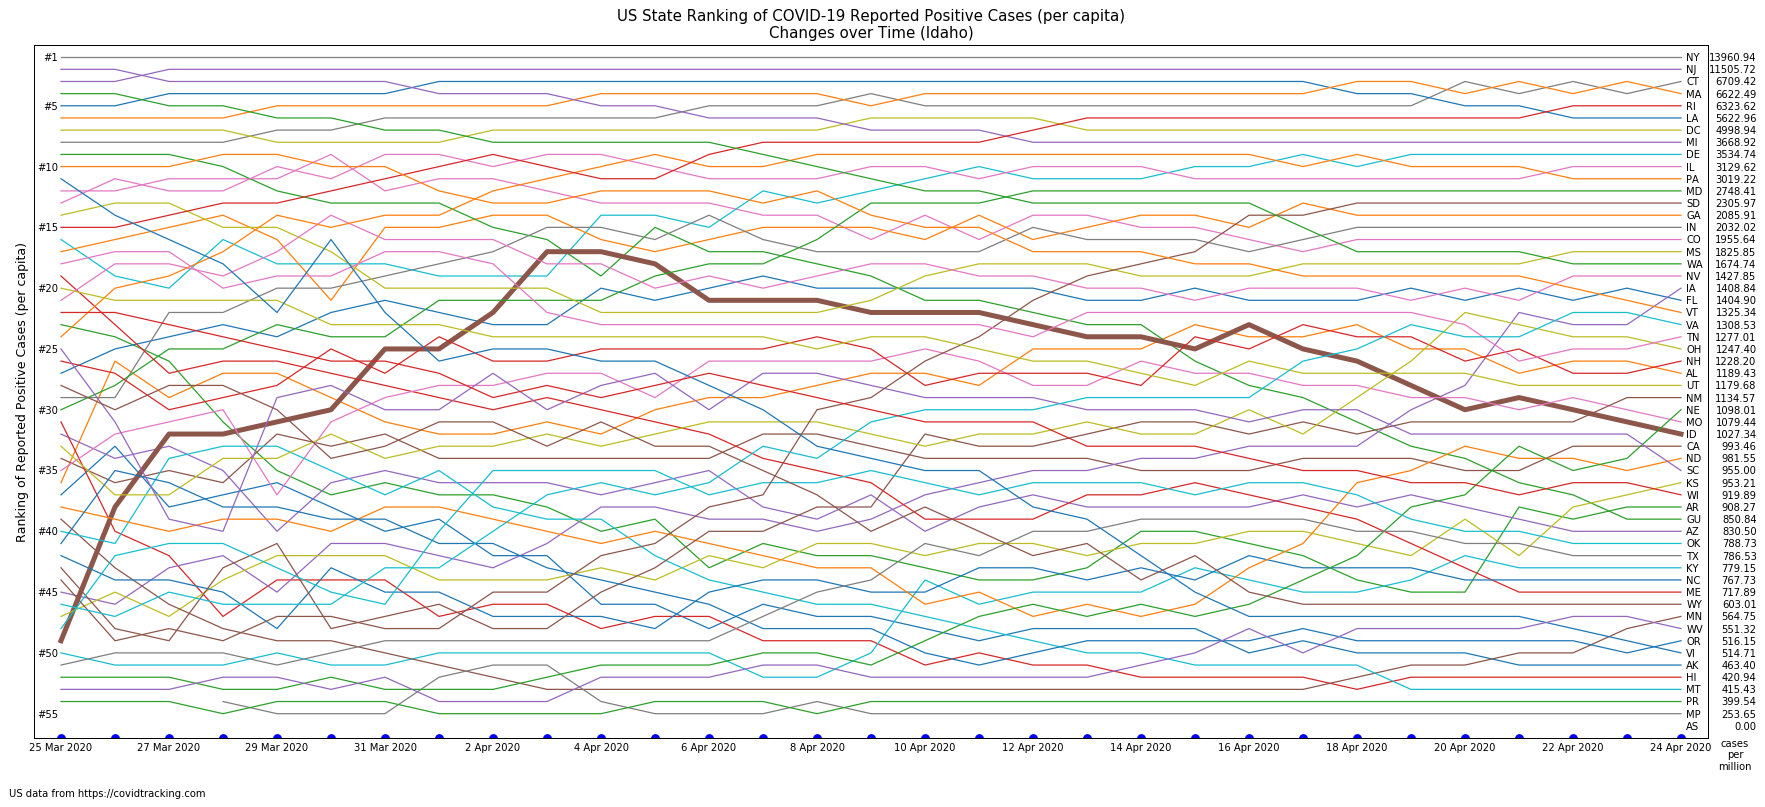 US State Ranking of COVID-19 Reported Positive Cases (per capita)
Changes over Time (Idaho)
Ranking of Reported Positive Cases (per capita)
#1
#5
#10
#15
#20
#25
#30
#35
#40
#45
#50
#55
NY 13960.94
NJ 11505.72
CT 6709.42
MA 6622.49
RI 6323.62
LA 5622.96
DC 4998.94
MI 3668.92
DE 3534.74
IL 3129.62
PA 3019.22
MD 2748.41
SD 2305.97
GA 2085.91
IN 2032.02
CO 1955.64
MS 1825.85
WA 1674.74
NV 1427.85
IA 1408.84
FL 1404.90
VT 1325.34
VA 1308.53
TN 1277.01
OH 1247.40
NH 1228.20
AL 1189.43
UT 1179.68
NM 1134.57
NE 1098.01
MO 1079.44
ID 1027.34
CA 993.46
ND 981.55
SC 955.00
KS 953.21
WI 919.89
AR 908.27
GU 850.84
AZ 830.50
OK 788.73
TX 786.53
KY 779.15
NC 767.73
ME 717.89
WY 603.01
MN 564.75
WV 551.32
OR 516.15
VI 514.71
AK 463.40
HI 420.94
MT 415.43
PR 399.54
MP 253.65
AS 0.00
25 Mar 2020
27 Mar 2020
29 Mar 2020
31 Mar 2020
2 Apr 2020
4 Apr 2020
6 Apr 2020
8 Apr 2020
10 Apr 2020
12 Apr 2020
14 Apr 2020
16 Apr 2020
18 Apr 2020
20 Apr 2020
22 Apr 2020
24 Apr 2020
cases
per
million
US data from https://covidtracking.com